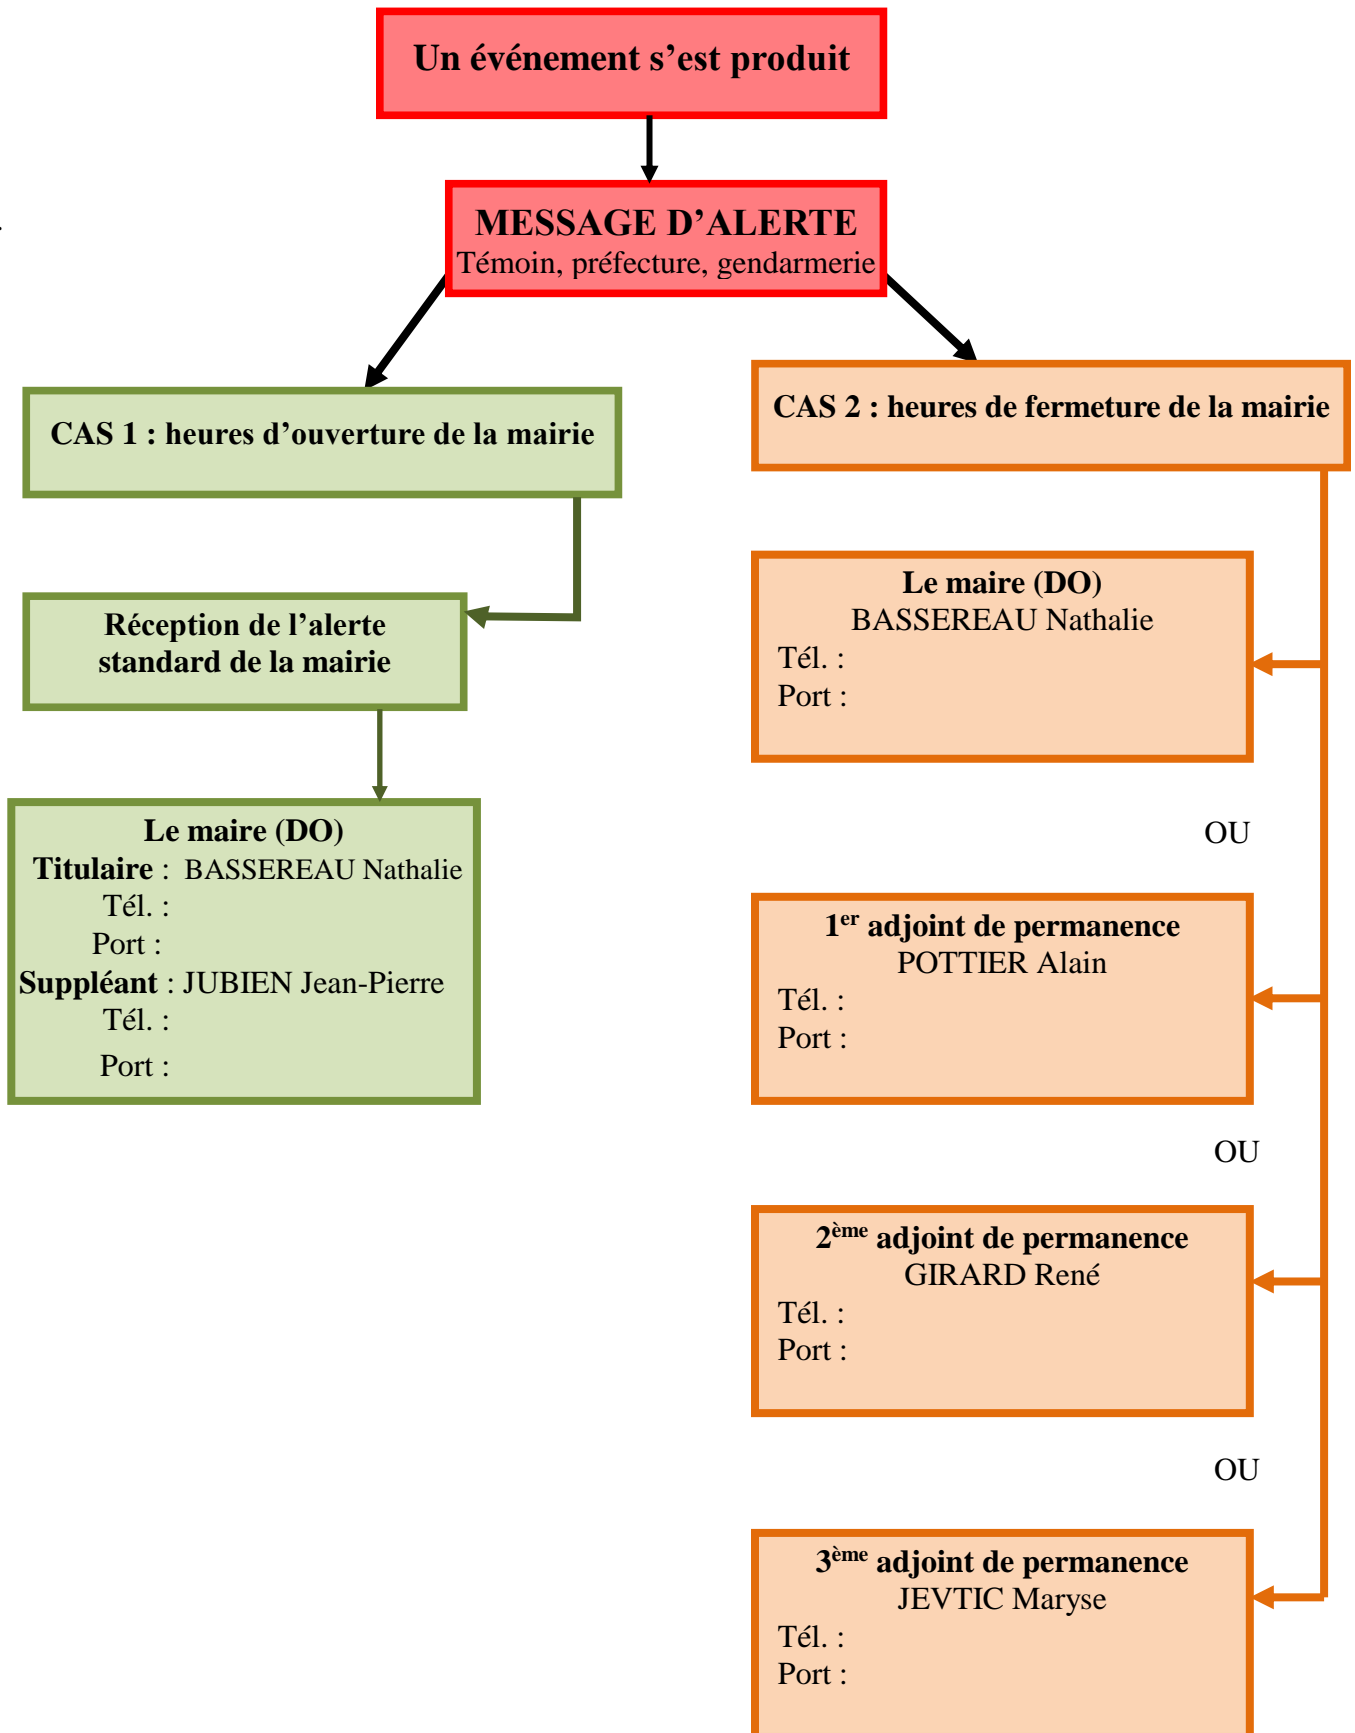 Un événement s’est produit
MESSAGE D’ALERTE
Témoin, préfecture, gendarmerie
CAS 1 : heures d’ouverture de la mairie
Réception de l’alerte
standard de la mairie
Le maire (DO)
Titulaire : BASSEREAU Nathalie
Tél. :
Port :
Suppléant : JUBIEN Jean-Pierre
Tél. :
Port :
CAS 2 : heures de fermeture de la mairie
Le maire (DO)
BASSEREAU Nathalie
Tél. :
Port :
OU
1er adjoint de permanence
POTTIER Alain
Tél. :
Port :
OU
2ème adjoint de permanence
GIRARD René
Tél. :
Port :
OU
3ème adjoint de permanence
JEVTIC Maryse
Tél. :
Port :